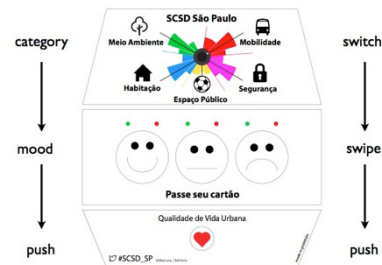 SCSD São Paulo
category
switch
Meio Ambiente
Mobilidade
Habitação
Segurança
Espaço Público
mood
swipe
Passe seu cartão
Qualidade de Vida Urbana
push
push
#SCSD_SP